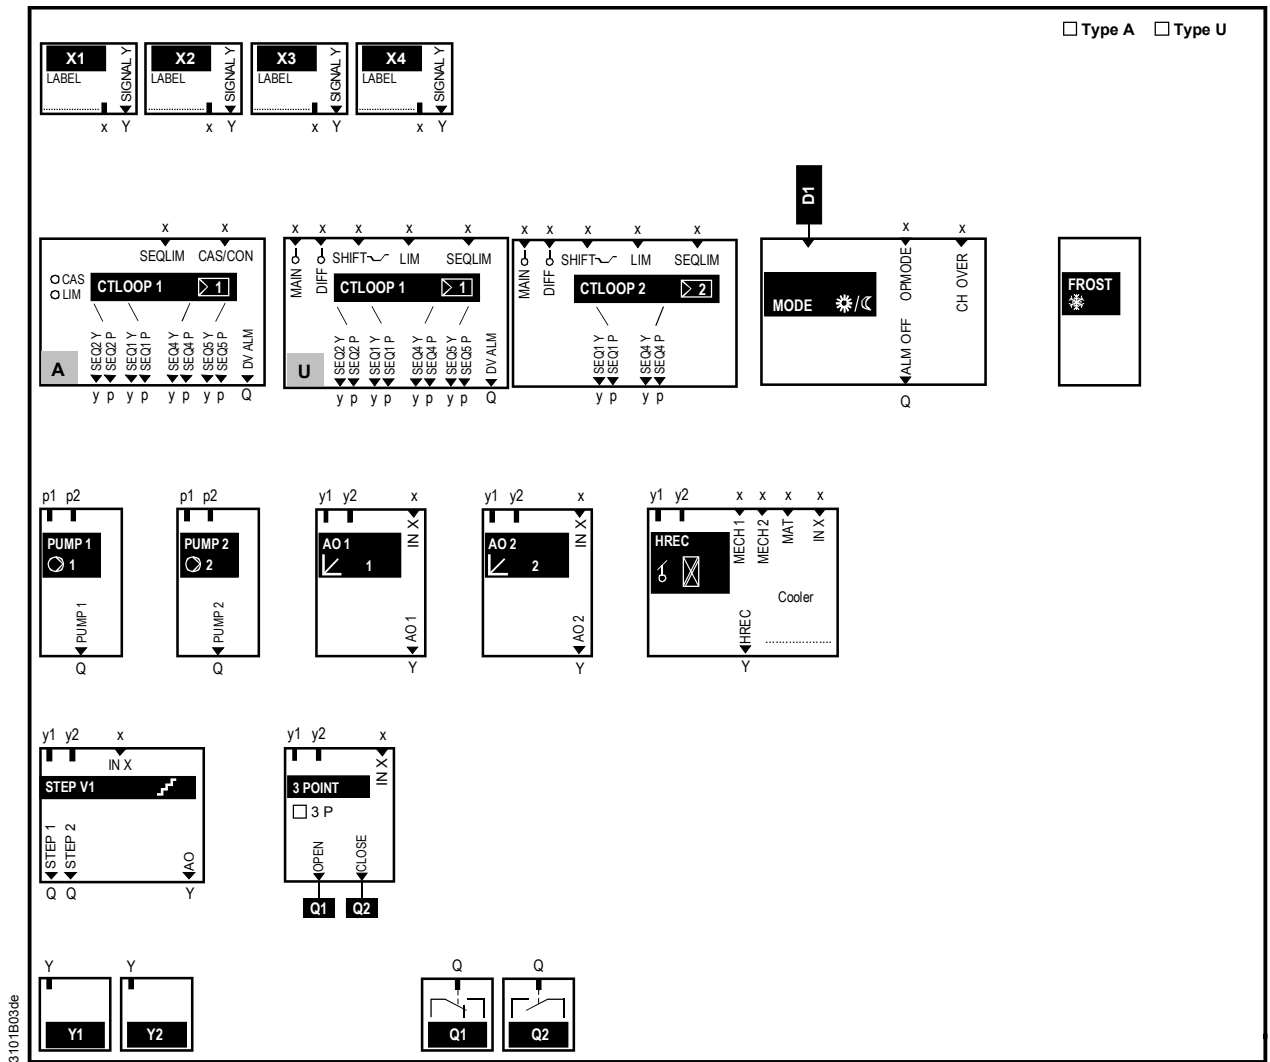 Type A Type U
X1 X2 X3 X4
LABEL LABEL LABEL LABEL
SIGNAL Y SIGNAL Y SIGNAL Y SIGNAL Y
x Y x Y x Y x Y
D1
x x x x x x x x x x x x x x
SEQLIM CAS/CON
CAS
LIM
CTLOOP 1 1
SEQ2 Y SEQ2 P SEQ1 Y SEQ1 P SEQ4 Y SEQ4 P SEQ5 Y SEQ5 P DV ALM
A
y p y p y p y p Q
MAIN DIFF SHIFT LIM SEQLIM
CTLOOP 1 1
SEQ2 Y SEQ2 P SEQ1 Y SEQ1 P SEQ4 Y SEQ4 P SEQ5 Y SEQ5 P DV ALM
U
y p y p y p y p Q
MAIN DIFF SHIFT LIM SEQLIM
CTLOOP 2 2
SEQ1 Y SEQ1 P SEQ4 Y SEQ4 P
y p y p
MODE /
OPMODE CH OVER
ALM OFF
Q
FROST
p1 p2
PUMP 1
1
PUMP 1
Q
p1 p2
PUMP 2
2
PUMP 2
Q
y1 y2 x
IN X
AO 1
1
AO 1
Y
y1 y2 x
IN X
AO 2
2
AO 2
Y
y1 y2 x x x x
HREC
MECH 1 MECH 2 MAT IN X
Cooler
HREC
Y
y1 y2 x
IN X
STEP V1
STEP 1 STEP 2 AO
Q Q Y
y1 y2 x
IN X
3 POINT
3 P
OPEN CLOSE
Q1 Q2
Y Y Q Q
Y1 Y2 Q1 Q2
3101B03de